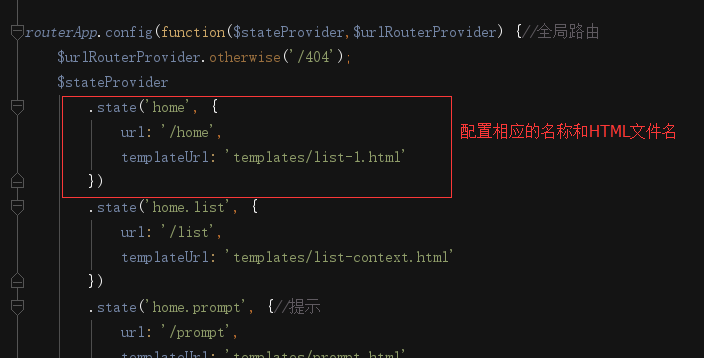 routerApp.config(function($stateProvider,$urlRouterProvider) {//全局路由
$urlRouterProvider.otherwise('/404');
$stateProvider
.state('home', {
url: '/home',
templateUrl: 'templates/list-1.html'
})
配置相应的名称和HTML文件名
.state('home.list', {
url: '/list',
templateUrl: 'templates/list-context.html'
})
.state('home.prompt', {//提示
url: '/prompt',
templateUrl: 'templates/prompt.html'